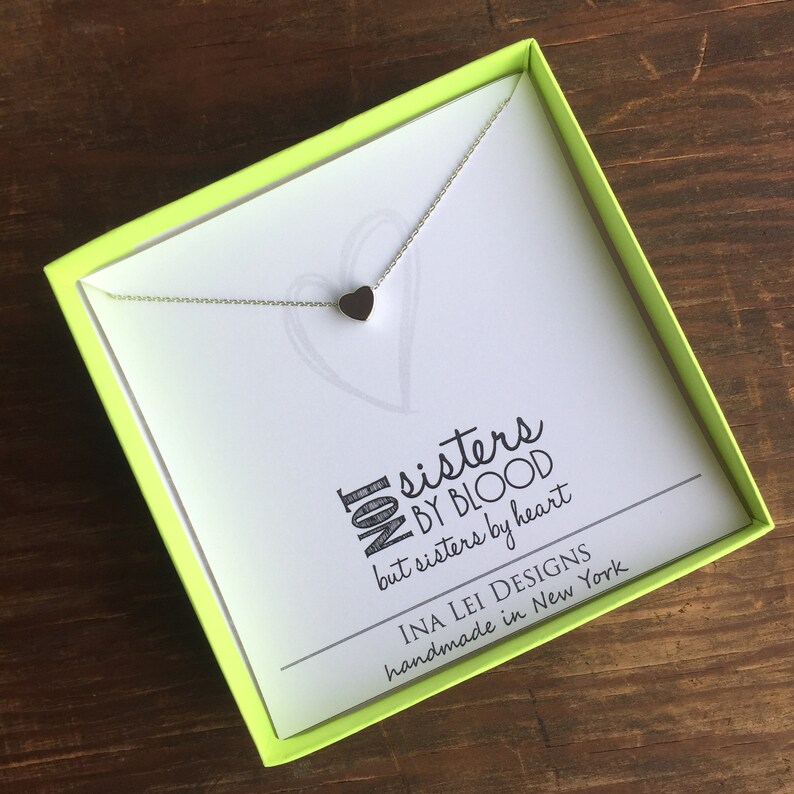 NOT sisters
BY BLOOD
but sisters by heart
INA LEI DESIGNS
handmade in New York